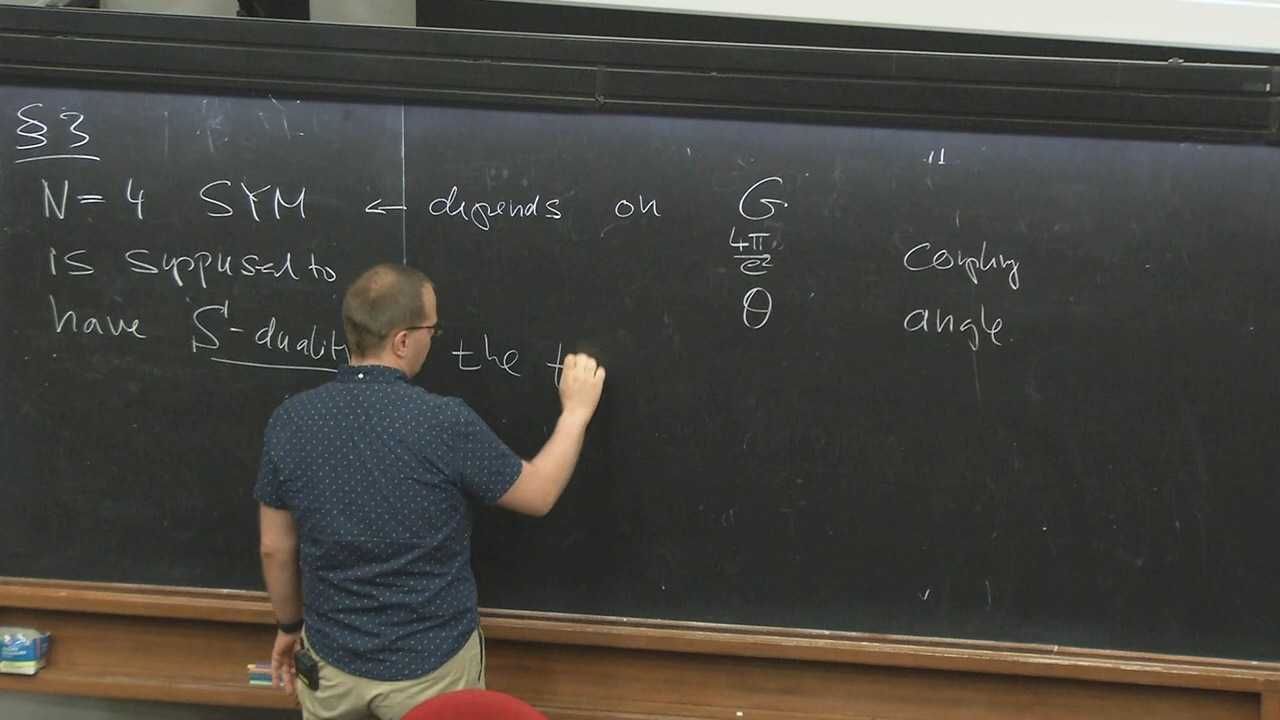 §3
N=4 SYM ← depends on G
4π/e² coupling
is supposed to
θ angle
have S-duality
the t